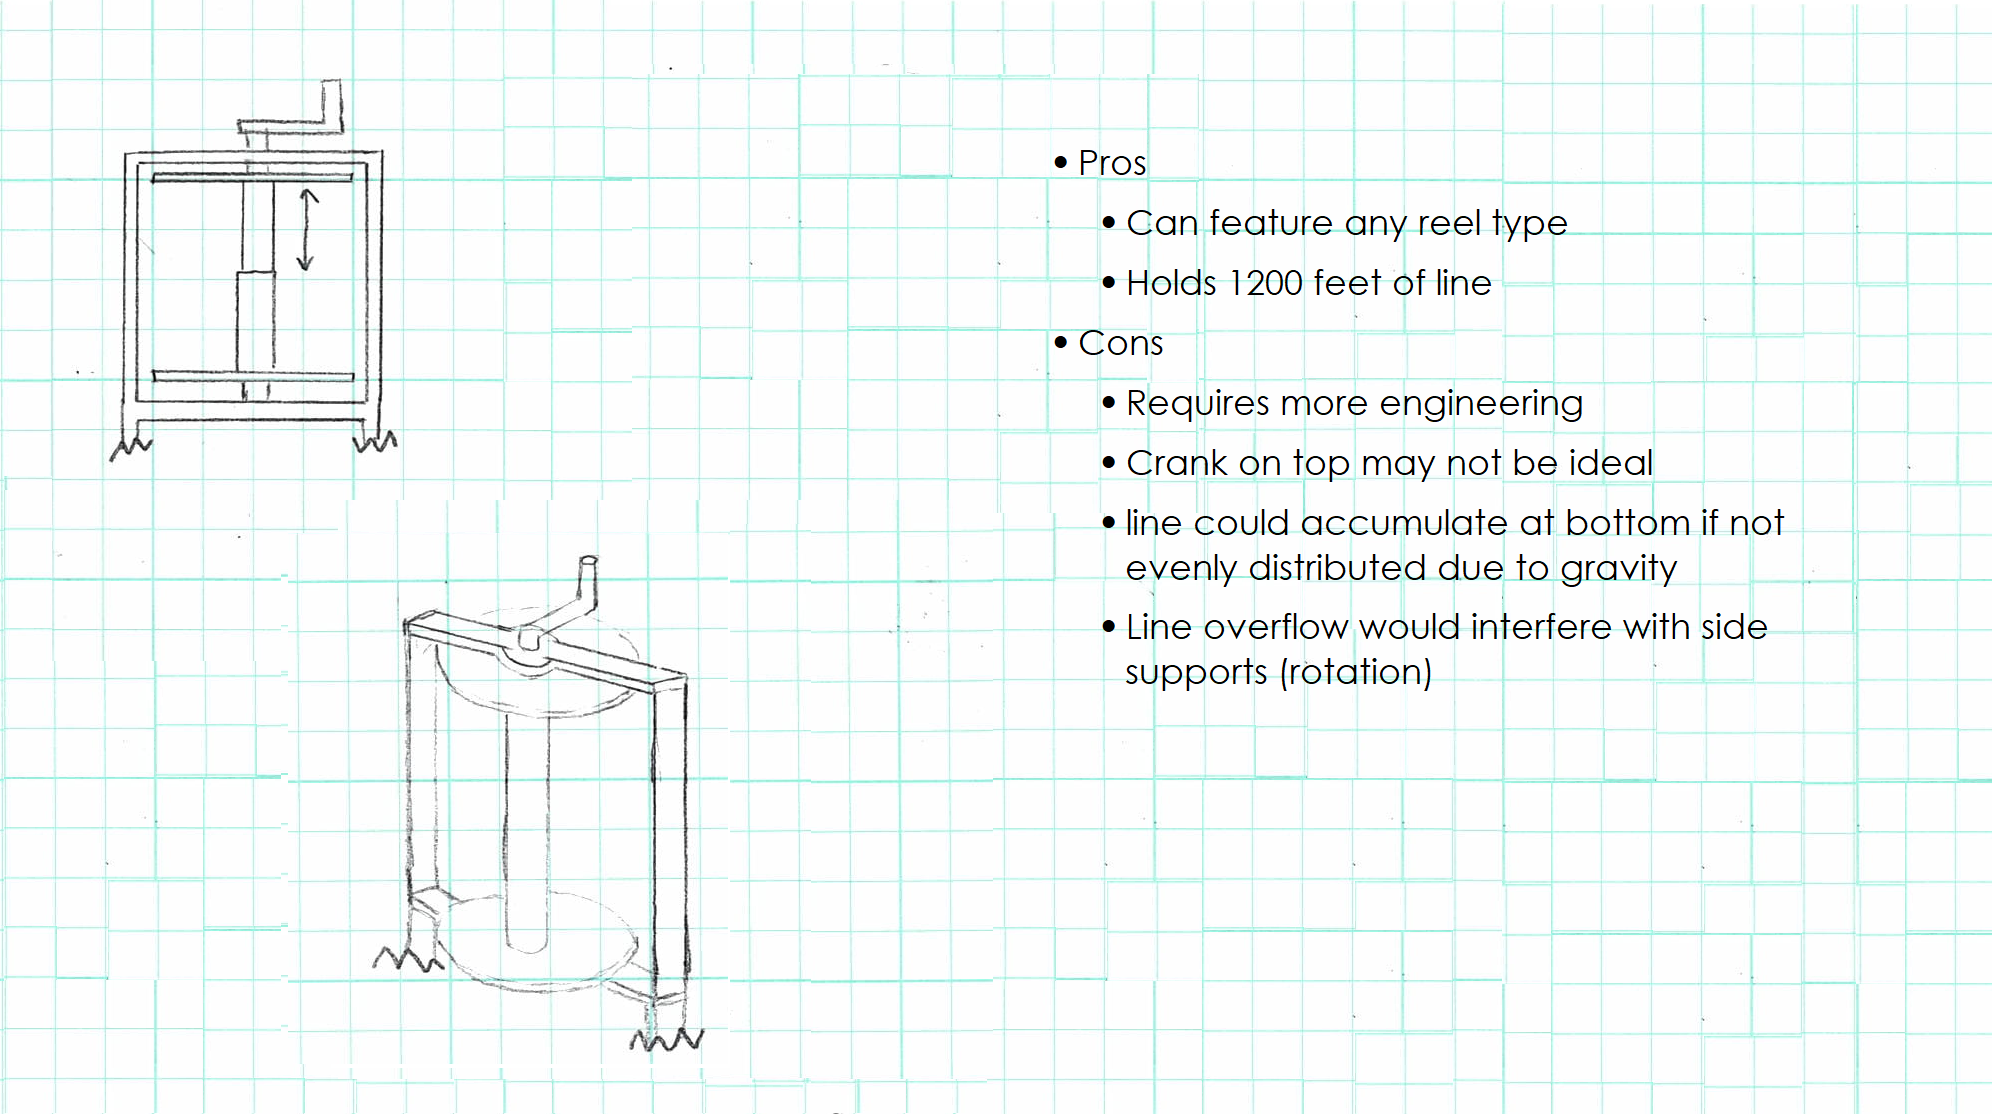 • Pros
• Can feature any reel type
• Holds 1200 feet of line
• Cons
• Requires more engineering
• Crank on top may not be ideal
• line could accumulate at bottom if not
evenly distributed due to gravity
• Line overflow would interfere with side
supports (rotation)